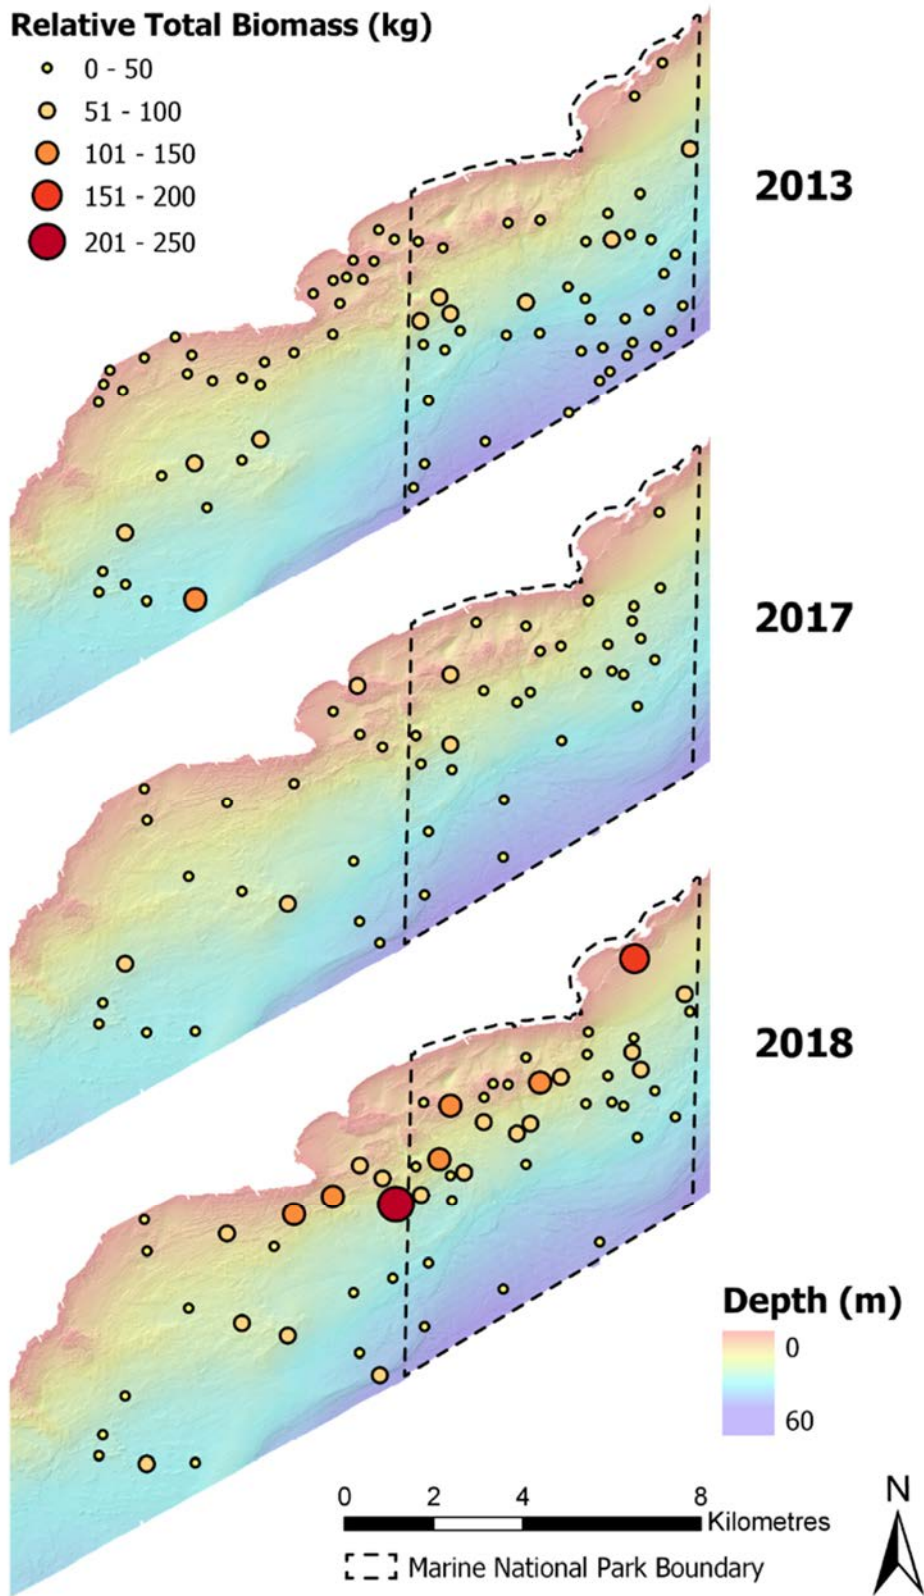 Relative Total Biomass (kg)
0 - 50
51 - 100
101 - 150
151 - 200
201 - 250
2013
2017
2018
Depth (m)
0
60
0 2 4 8
Kilometres
N
Marine National Park Boundary